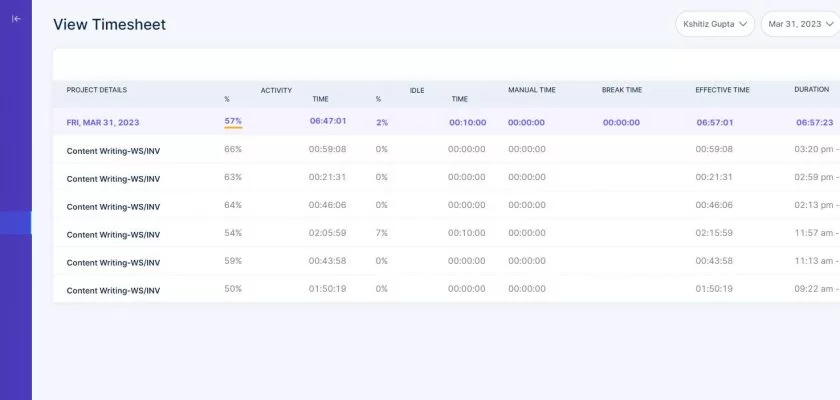 View Timesheet
Kshitiz Gupta
Mar 31, 2023
PROJECT DETAILS ACTIVITY IDLE MANUAL TIME BREAK TIME EFFECTIVE TIME DURATION
% TIME % TIME
FRI, MAR 31, 2023 57% 06:47:01 2% 00:10:00 00:00:00 00:00:00 06:57:01 06:57:23
Content Writing-WS/INV 66% 00:59:08 0% 00:00:00 00:00:00 00:59:08 03:20 pm -
Content Writing-WS/INV 63% 00:21:31 0% 00:00:00 00:00:00 00:21:31 02:59 pm -
Content Writing-WS/INV 64% 00:46:06 0% 00:00:00 00:00:00 00:46:06 02:13 pm -
Content Writing-WS/INV 54% 02:05:59 7% 00:10:00 00:00:00 02:15:59 11:57 am -
Content Writing-WS/INV 59% 00:43:58 0% 00:00:00 00:00:00 00:43:58 11:13 am -
Content Writing-WS/INV 50% 01:50:19 0% 00:00:00 00:00:00 01:50:19 09:22 am -